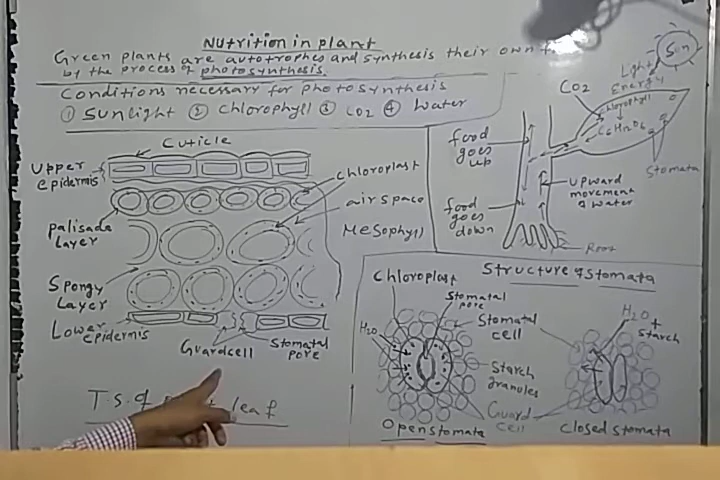 Nutrition in plant
Green plants are autotrophes and synthesis their own
by the process of photosynthesis.
Conditions necessary for photosynthesis
① Sunlight ② Chlorophyll ③ CO2 ④ Water
Cuticle
Upper
epidermis
chloroplast
air space
Palisade
Layer
Mesophyll
Spongy
Layer
Lower
epidermis
Guard cell
Stomatal
pore
T.S. of leaf
Sun
Light
Energy
CO2
Chlorophyll
C6H12O6
Stomata
food
goes
up
food
goes
down
upward
movement
of water
Root
Structure of Stomata
Chloroplast
Stomatal
pore
H2O
Stomatal
cell
Starch
granules
Guard
cell
Open stomata
H2O
+
Starch
Closed stomata